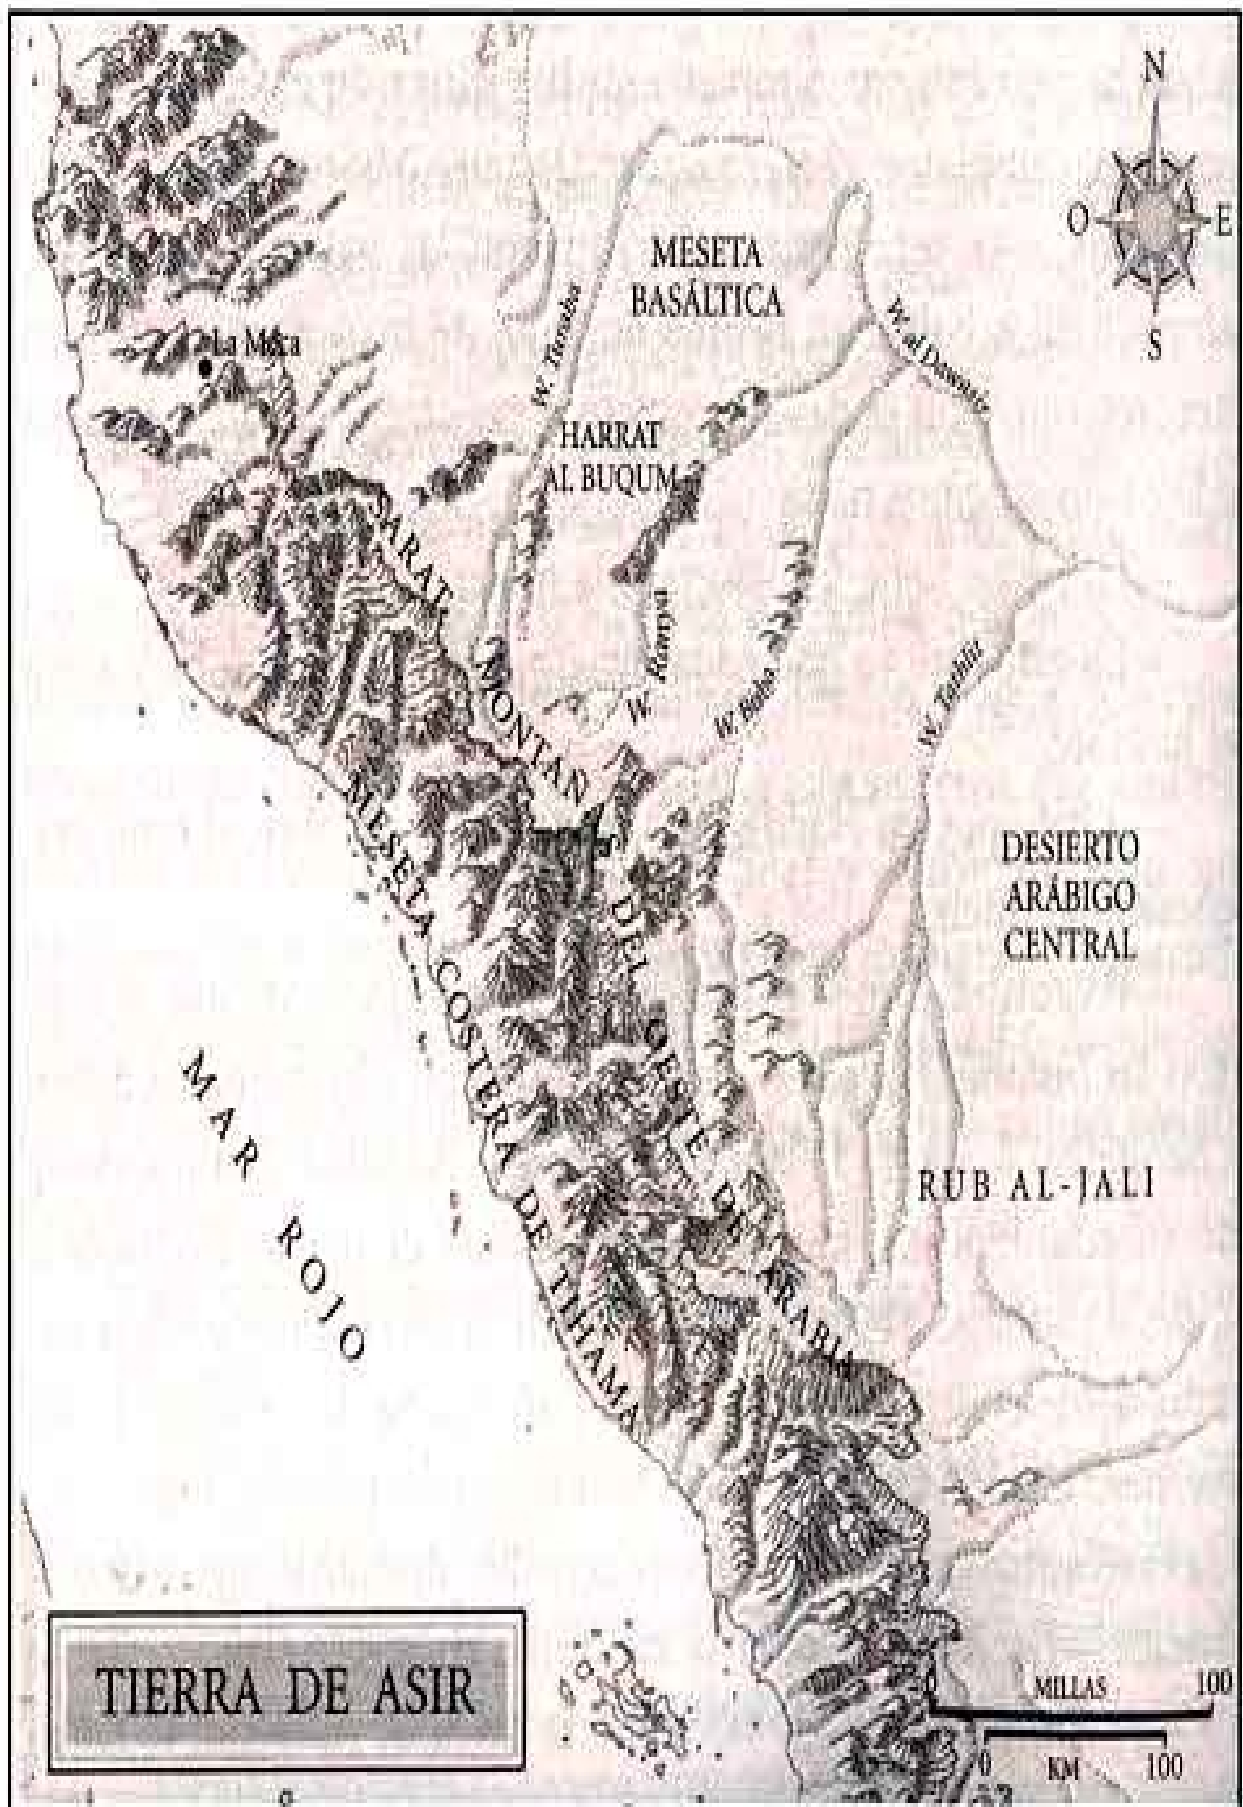 N
O
E
S
MESETA
BASÁLTICA
La Meca
W. Turaba
W. al Dawasir
HARRAT
AL BUQUM
SARAT
MONTAÑAS DEL OESTE DE ARABIA
W. Ranya
W. Baba
W. Tathlit
MESETA COSTERA DE TIHAMA
DESIERTO
ARÁBIGO
CENTRAL
MAR ROJO
RUB AL-JALI
TIERRA DE ASIR
0 MILLAS 100
0 KM 100